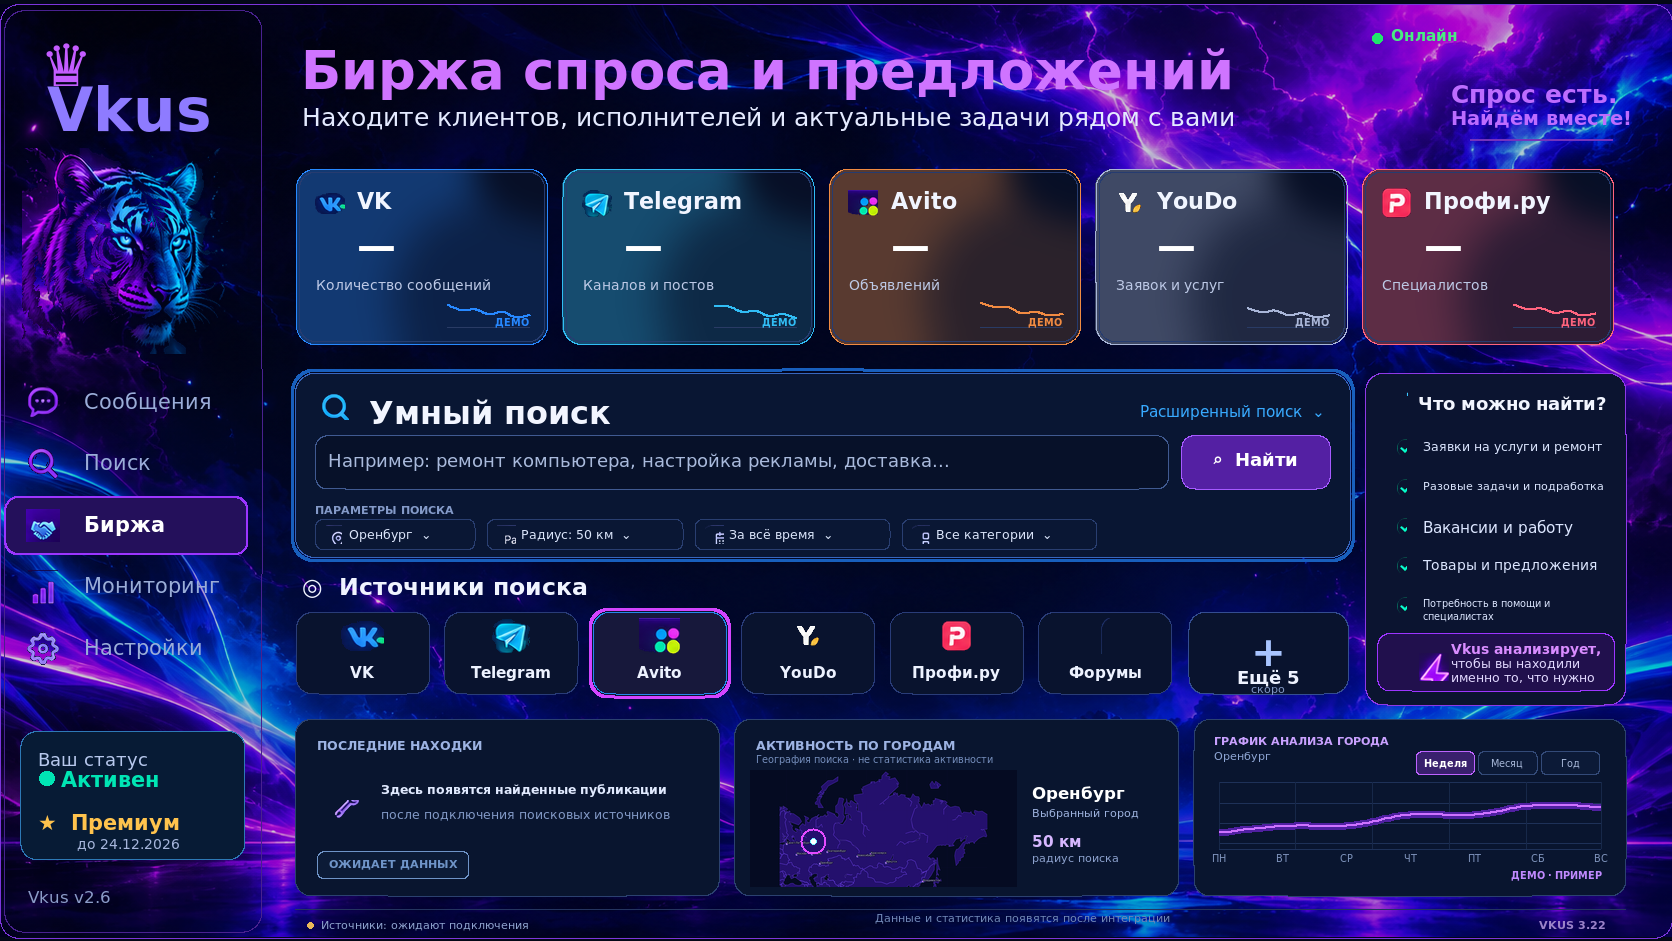 Vkus
Сообщения
Поиск
Биржа
Мониторинг
Настройки
Ваш статус
Активен
★ Премиум
до 24.12.2026
Vkus v2.6
Биржа спроса и предложений
Находите клиентов, исполнителей и актуальные задачи рядом с вами
Онлайн
Спрос есть.
Найдём вместе!
VK
—
Количество сообщений
ДЕМО
Telegram
—
Каналов и постов
ДЕМО
Avito
—
Объявлений
ДЕМО
YouDo
—
Заявок и услуг
ДЕМО
Профи.ру
—
Специалистов
ДЕМО
Умный поиск
Расширенный поиск
Например: ремонт компьютера, настройка рекламы, доставка...
Найти
ПАРАМЕТРЫ ПОИСКА
Оренбург
Радиус: 50 км
За всё время
Все категории
Источники поиска
VK
Telegram
Avito
YouDo
Профи.ру
Форумы
+
Ещё 5
скоро
Что можно найти?
Заявки на услуги и ремонт
Разовые задачи и подработка
Вакансии и работу
Товары и предложения
Потребность в помощи и
специалистах
Vkus анализирует,
чтобы вы находили
именно то, что нужно
ПОСЛЕДНИЕ НАХОДКИ
Здесь появятся найденные публикации
после подключения поисковых источников
ОЖИДАЕТ ДАННЫХ
АКТИВНОСТЬ ПО ГОРОДАМ
География поиска · не статистика активности
Оренбург
Выбранный город
50 км
радиус поиска
ГРАФИК АНАЛИЗА ГОРОДА
Оренбург
Неделя Месяц Год
ПН ВТ СР ЧТ ПТ СБ ВС
ДЕМО · ПРИМЕР
Источники: ожидают подключения
Данные и статистика появятся после интеграции
VKUS 3.22